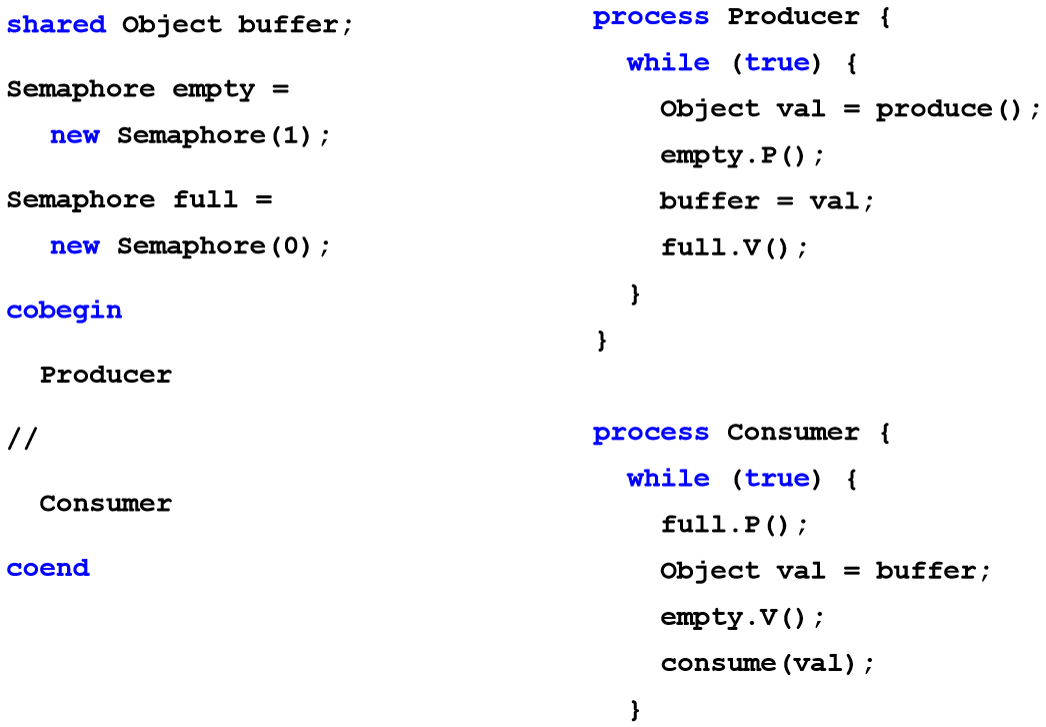 shared Object buffer;
Semaphore empty =
new Semaphore(1);
Semaphore full =
new Semaphore(0);
cobegin
Producer
//
Consumer
coend
process Producer {
while (true) {
Object val = produce();
empty.P();
buffer = val;
full.V();
}
}
process Consumer {
while (true) {
full.P();
Object val = buffer;
empty.V();
consume(val);
}